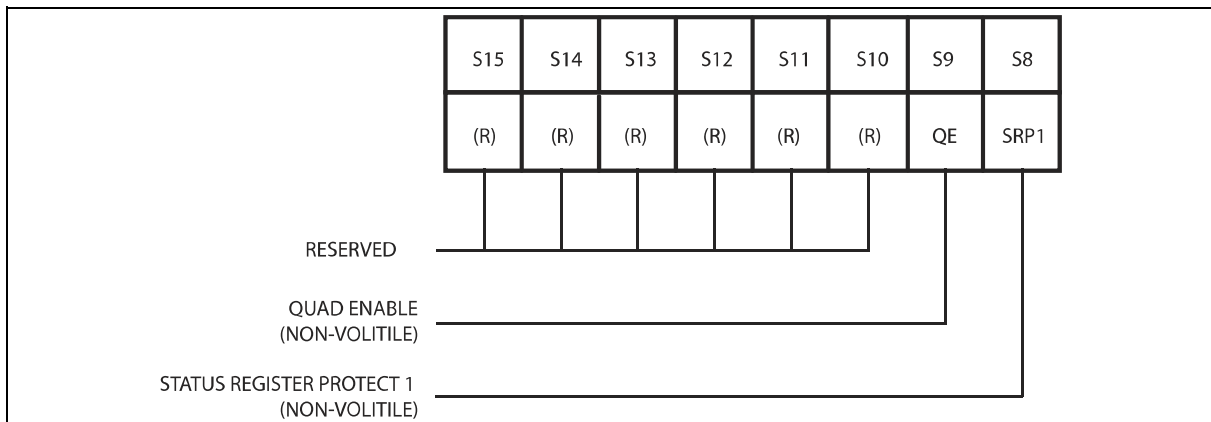 S15 S14 S13 S12 S11 S10 S9 S8
(R) (R) (R) (R) (R) (R) QE SRP1
RESERVED
QUAD ENABLE
(NON-VOLITILE)
STATUS REGISTER PROTECT 1
(NON-VOLITILE)